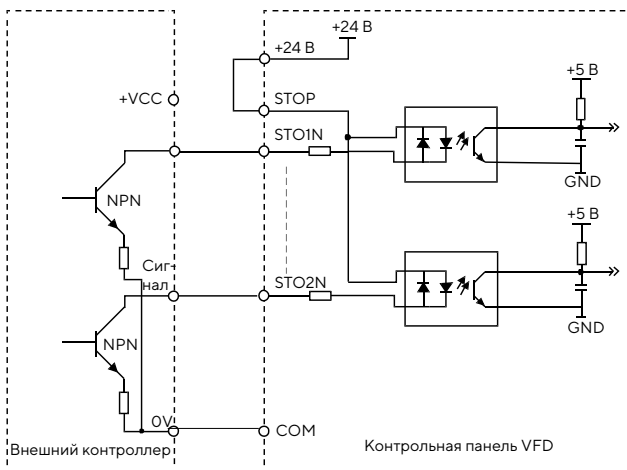 +24 В
+24 В
+5 В
+VCC
STOP
STO1N
NPN
GND
+5 В
Сиг-
нал
STO2N
NPN
GND
0V
COM
Внешний контроллер
Контрольная панель VFD